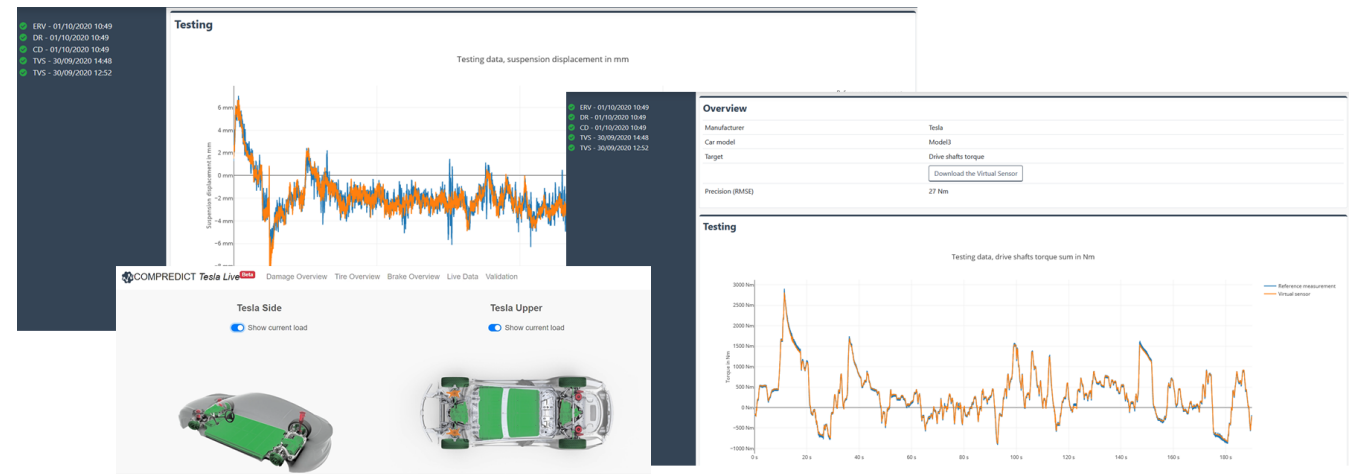 ERV - 01/10/2020 10:49
DR - 01/10/2020 10:49
CD - 01/10/2020 10:49
TVS - 30/09/2020 14:48
TVS - 30/09/2020 12:52
Testing
Testing data, suspension displacement in mm
6 mm
4 mm
2 mm
0 mm
−2 mm
−4 mm
−6 mm
Suspension displacement in mm
ERV - 01/10/2020 10:49
DR - 01/10/2020 10:49
CD - 01/10/2020 10:49
TVS - 30/09/2020 14:48
TVS - 30/09/2020 12:52
Overview
Manufacturer Tesla
Car model Model3
Target Drive shafts torque
Download the Virtual Sensor
Precision (RMSE) 27 Nm
Testing
Testing data, drive shafts torque sum in Nm
3000 Nm
2500 Nm
2000 Nm
1500 Nm
1000 Nm
500 Nm
0 Nm
−500 Nm
−1000 Nm
Torque in Nm
0 s 20 s 40 s 60 s 80 s 100 s 120 s 140 s 160 s 180 s
Reference measurement
Virtual sensor
COMPREDICT Tesla Live Beta Damage Overview Tire Overview Brake Overview Live Data Validation
Tesla Side Tesla Upper
Show current load Show current load